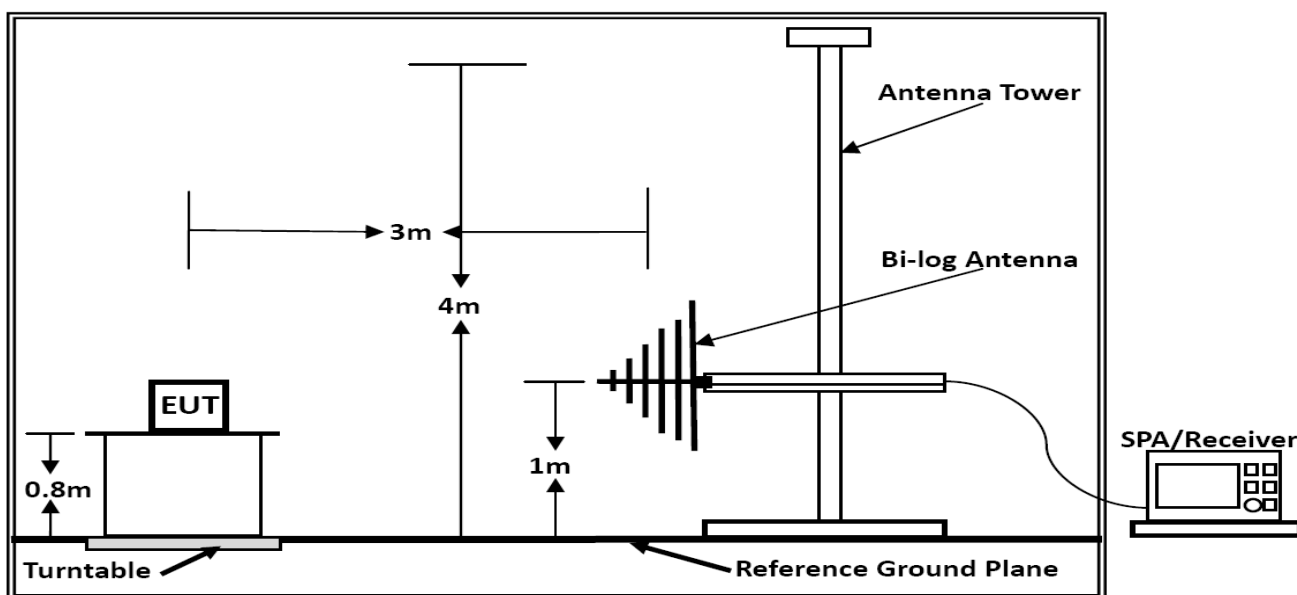 Antenna Tower
3m
Bi-log Antenna
4m
EUT
SPA/Receiver
1m
0.8m
Turntable
Reference Ground Plane